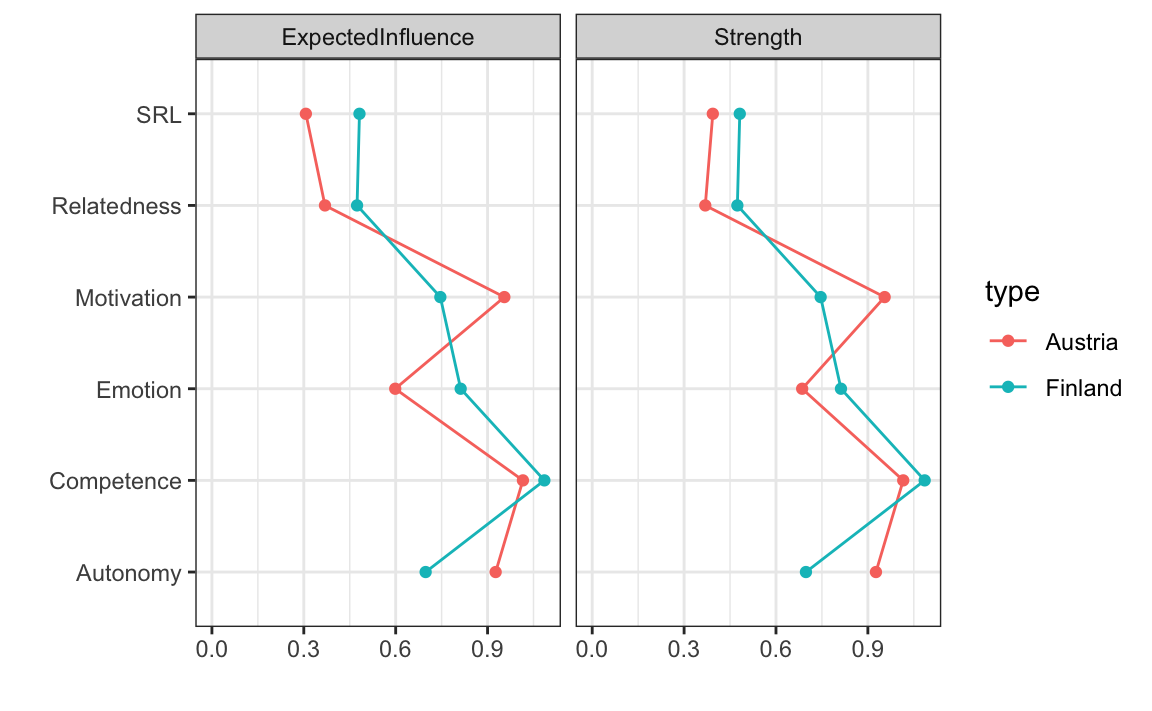 ExpectedInfluence
Strength
SRL
Relatedness
Motivation
Emotion
Competence
Autonomy
0.0 0.3 0.6 0.9
0.0 0.3 0.6 0.9
type
Austria
Finland